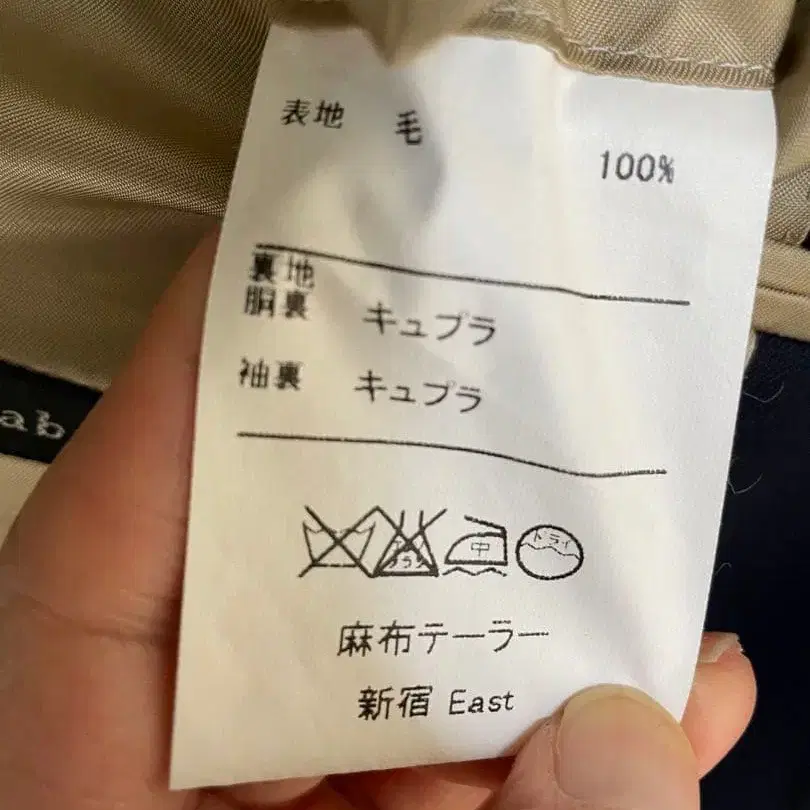 表地 毛 100%
裏地
胴裏 キュプラ
袖裏 キュプラ
中 ドライ
麻布テーラー
新宿 East
ab